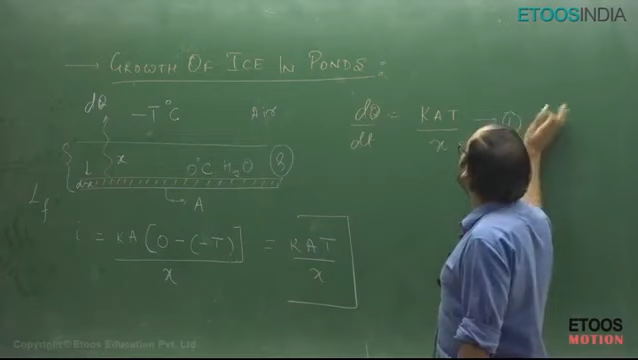 ETOOSINDIA
→ GROWTH OF ICE IN PONDS :
dQ
-T°C
Air
x
L
dx
0°C H₂O
A
L_f
i = KA[0-(-T)] / x = KAT / x
dQ/dt = KAT / x — ①
Copyright © Etoos Education Pvt. Ltd
ETOOS
MOTION